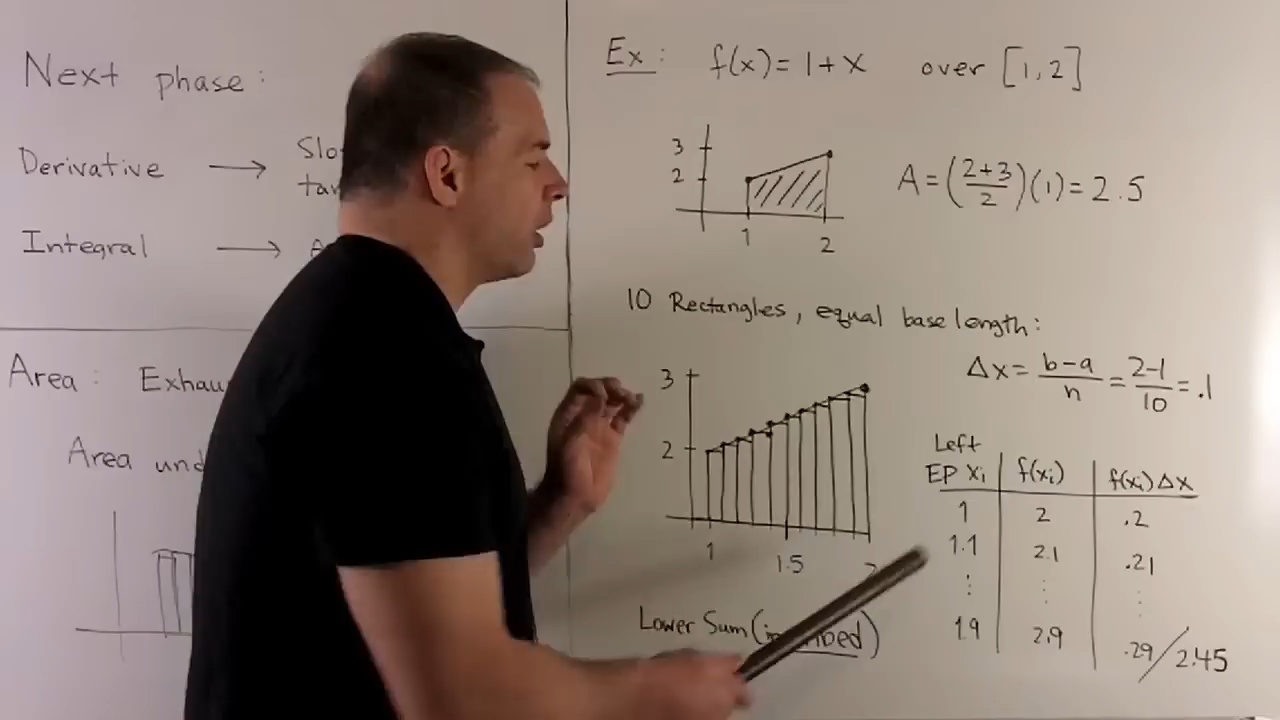 Next phase:
Derivative →
Integral →
Area:
Area
Ex: f(x)=1+x over [1,2]
3
2
1 2
A=((2+3)/2)(1)=2.5
10 Rectangles, equal base length:
Δx=(b-a)/n=(2-1)/10=.1
3
2
1 1.5
Lower Sum
Left
EP xᵢ f(xᵢ) f(xᵢ)Δx
1 2 .2
1.1 2.1 .21
⋮ ⋮ ⋮
1.9 2.9 .29/2.45